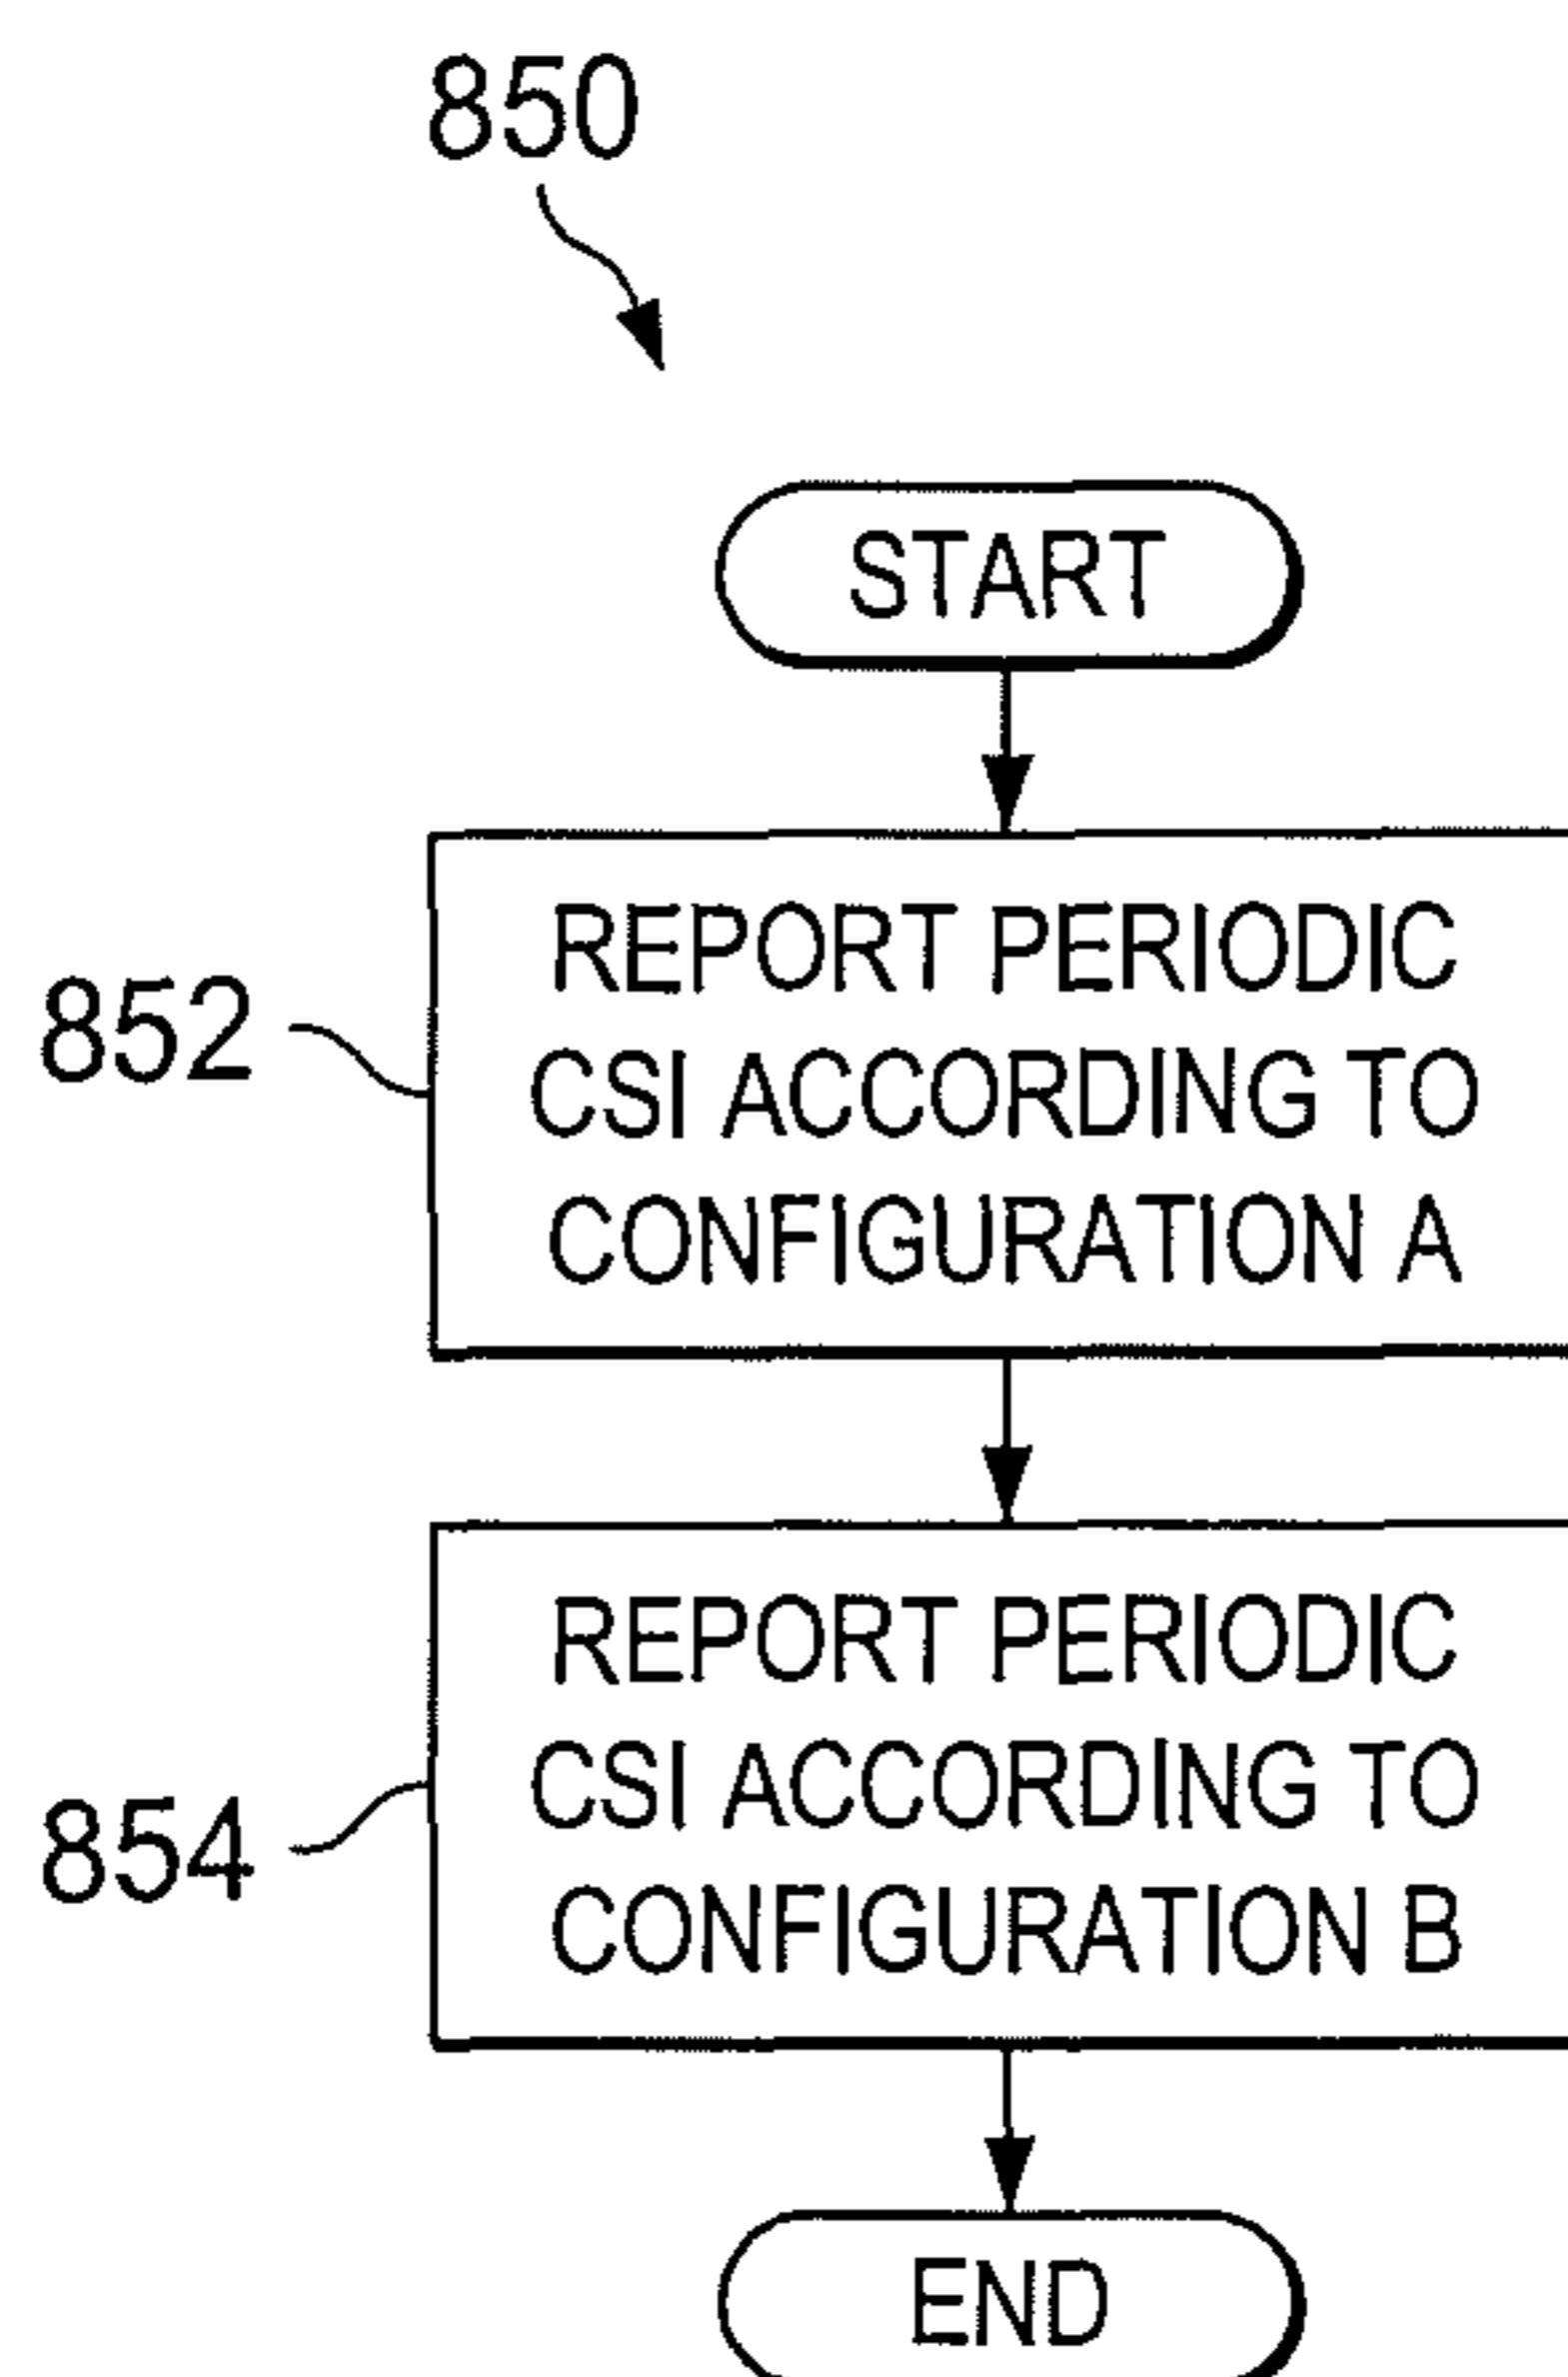 850
START
852
REPORT PERIODIC
CSI ACCORDING TO
CONFIGURATION A
854
REPORT PERIODIC
CSI ACCORDING TO
CONFIGURATION B
END